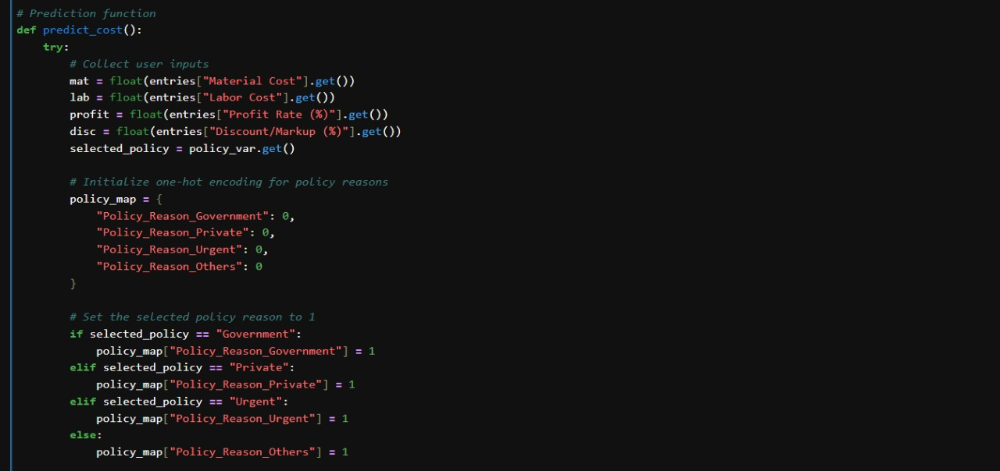 # Prediction function
def predict_cost():
    try:
        # Collect user inputs
        mat = float(entries["Material Cost"].get())
        lab = float(entries["Labor Cost"].get())
        profit = float(entries["Profit Rate (%)"].get())
        disc = float(entries["Discount/Markup (%)"].get())
        selected_policy = policy_var.get()

        # Initialize one-hot encoding for policy reasons
        policy_map = {
            "Policy_Reason_Government": 0,
            "Policy_Reason_Private": 0,
            "Policy_Reason_Urgent": 0,
            "Policy_Reason_Others": 0
        }

        # Set the selected policy reason to 1
        if selected_policy == "Government":
            policy_map["Policy_Reason_Government"] = 1
        elif selected_policy == "Private":
            policy_map["Policy_Reason_Private"] = 1
        elif selected_policy == "Urgent":
            policy_map["Policy_Reason_Urgent"] = 1
        else:
            policy_map["Policy_Reason_Others"] = 1